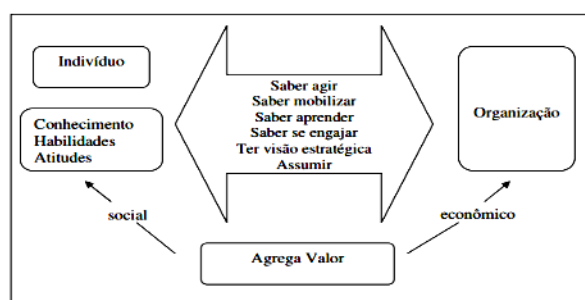 Indivíduo
Conhecimento
Habilidades
Atitudes
Saber agir
Saber mobilizar
Saber aprender
Saber se engajar
Ter visão estratégica
Assumir
Organização
social
econômico
Agrega Valor